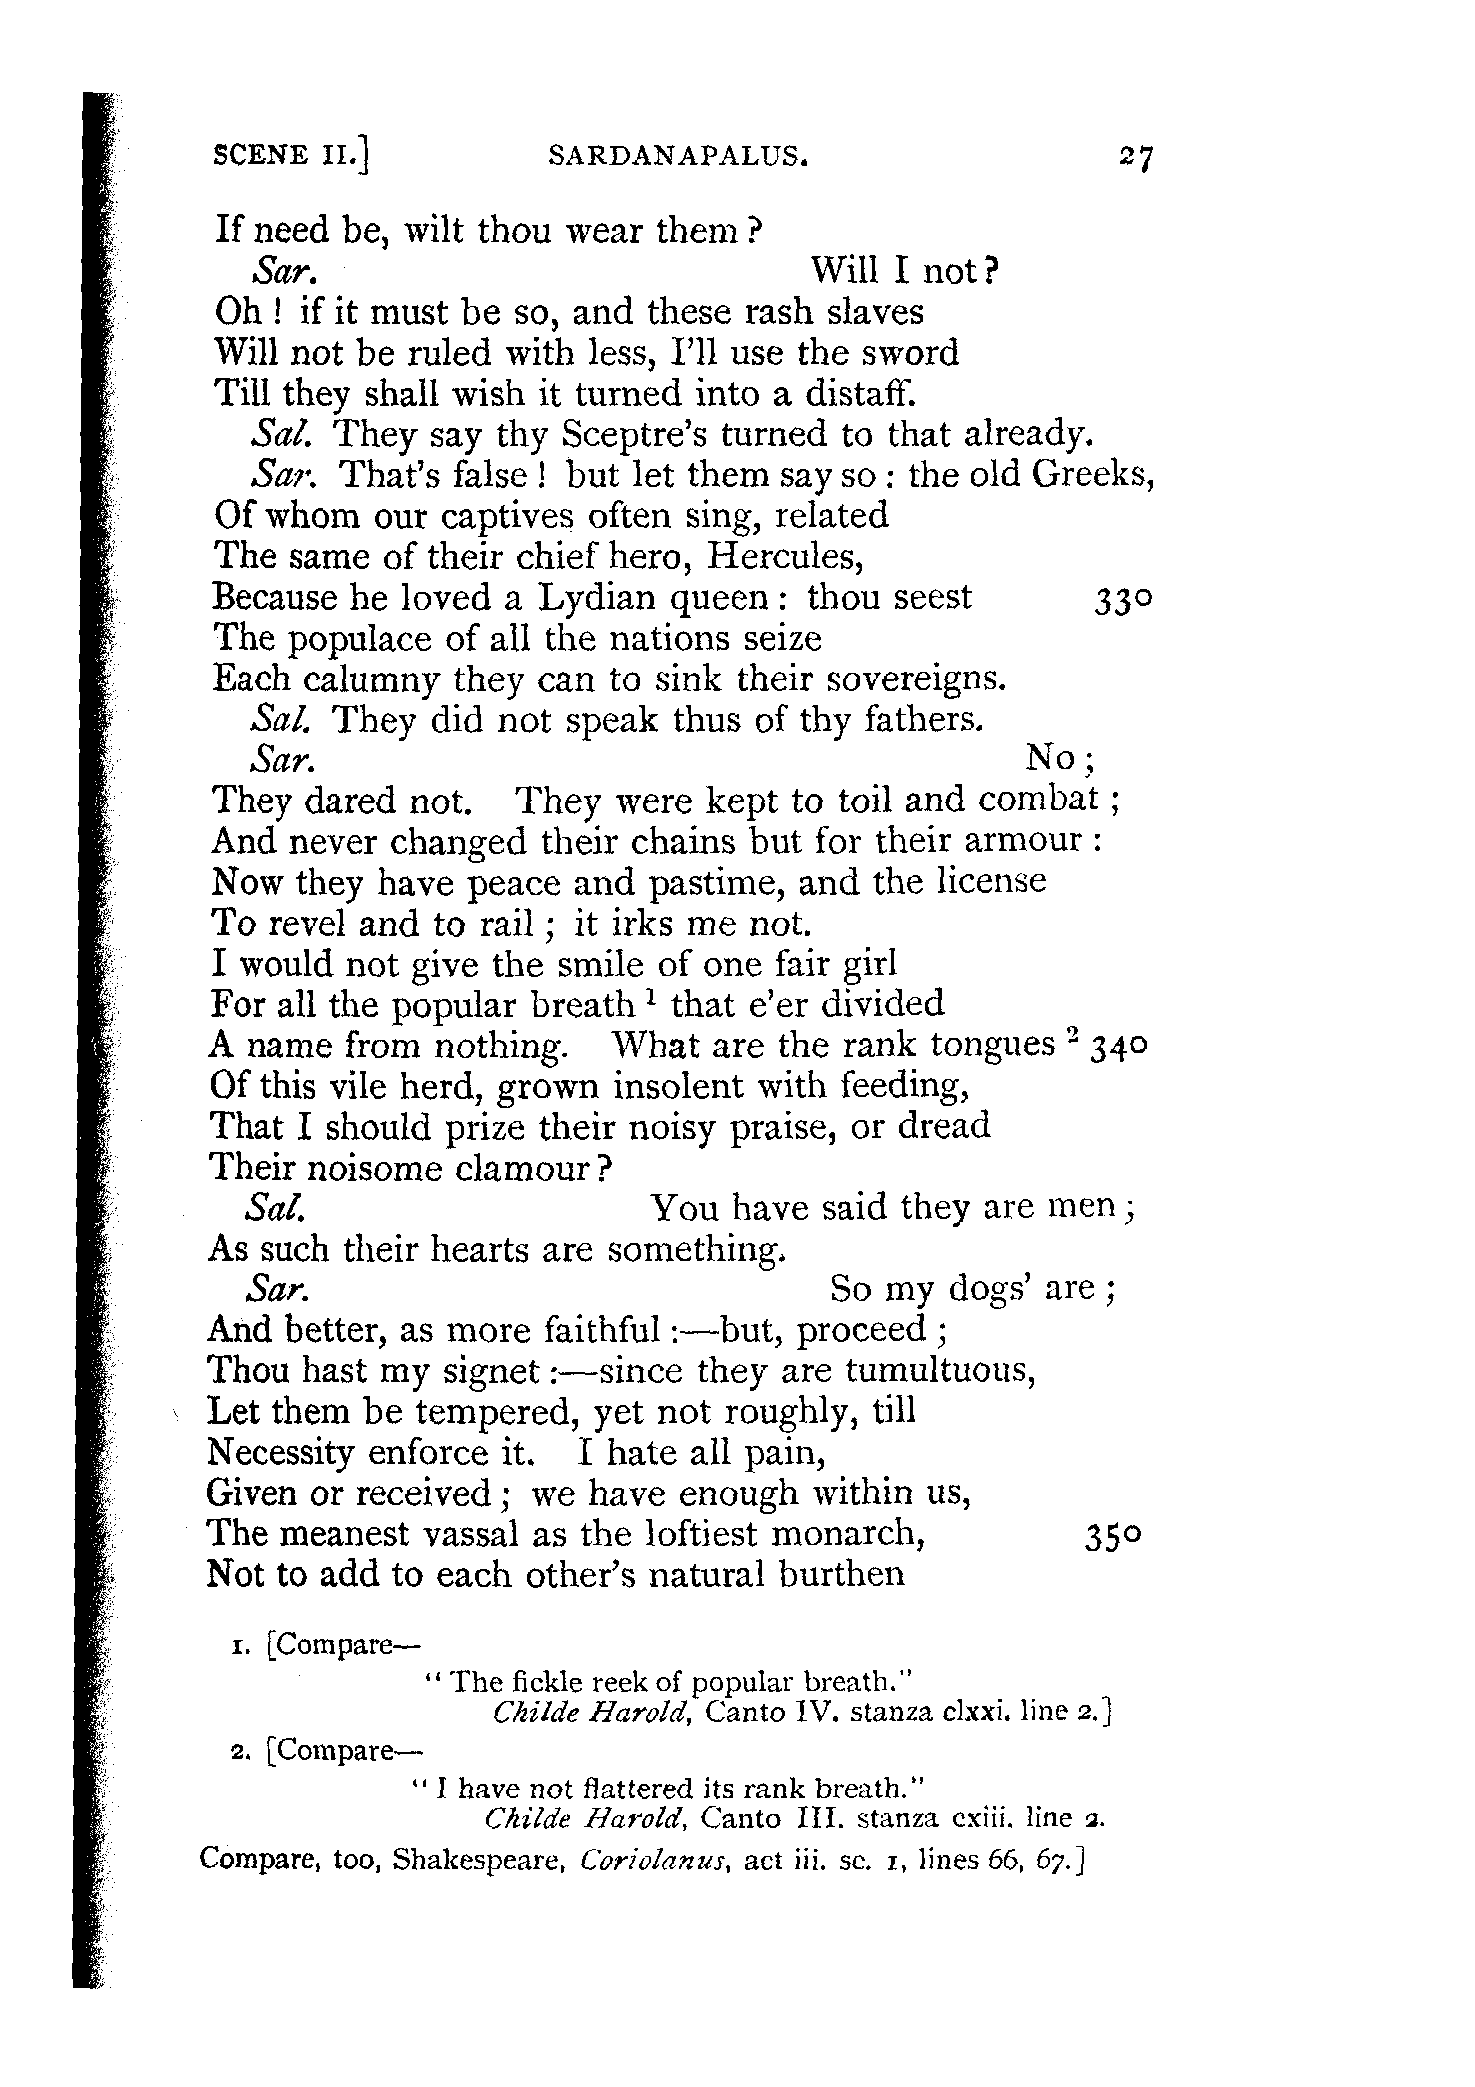 SCENE II.] SARDANAPALUS. 27
If need be, wilt thou wear them?
Sar. Will I not?
Oh! if it must be so, and these rash slaves
Will not be ruled with less, I'll use the sword
Till they shall wish it turned into a distaff.
Sal. They say thy Sceptre's turned to that already.
Sar. That's false! but let them say so: the old Greeks,
Of whom our captives often sing, related
The same of their chief hero, Hercules,
Because he loved a Lydian queen: thou seest 330
The populace of all the nations seize
Each calumny they can to sink their sovereigns.
Sal. They did not speak thus of thy fathers.
Sar. No;
They dared not. They were kept to toil and combat;
And never changed their chains but for their armour:
Now they have peace and pastime, and the license
To revel and to rail; it irks me not.
I would not give the smile of one fair girl
For all the popular breath 1 that e'er divided
A name from nothing. What are the rank tongues 2 340
Of this vile herd, grown insolent with feeding,
That I should prize their noisy praise, or dread
Their noisome clamour?
Sal. You have said they are men;
As such their hearts are something.
Sar. So my dogs' are;
And better, as more faithful:—but, proceed;
Thou hast my signet:—since they are tumultuous,
Let them be tempered, yet not roughly, till
Necessity enforce it. I hate all pain,
Given or received; we have enough within us,
The meanest vassal as the loftiest monarch, 350
Not to add to each other's natural burthen
1. [Compare—
"The fickle reek of popular breath."
Childe Harold, Canto IV. stanza clxxi. line 2.]
2. [Compare—
"I have not flattered its rank breath."
Childe Harold, Canto III. stanza cxiii. line 2.
Compare, too, Shakespeare, Coriolanus, act iii. sc. 1, lines 66, 67.]